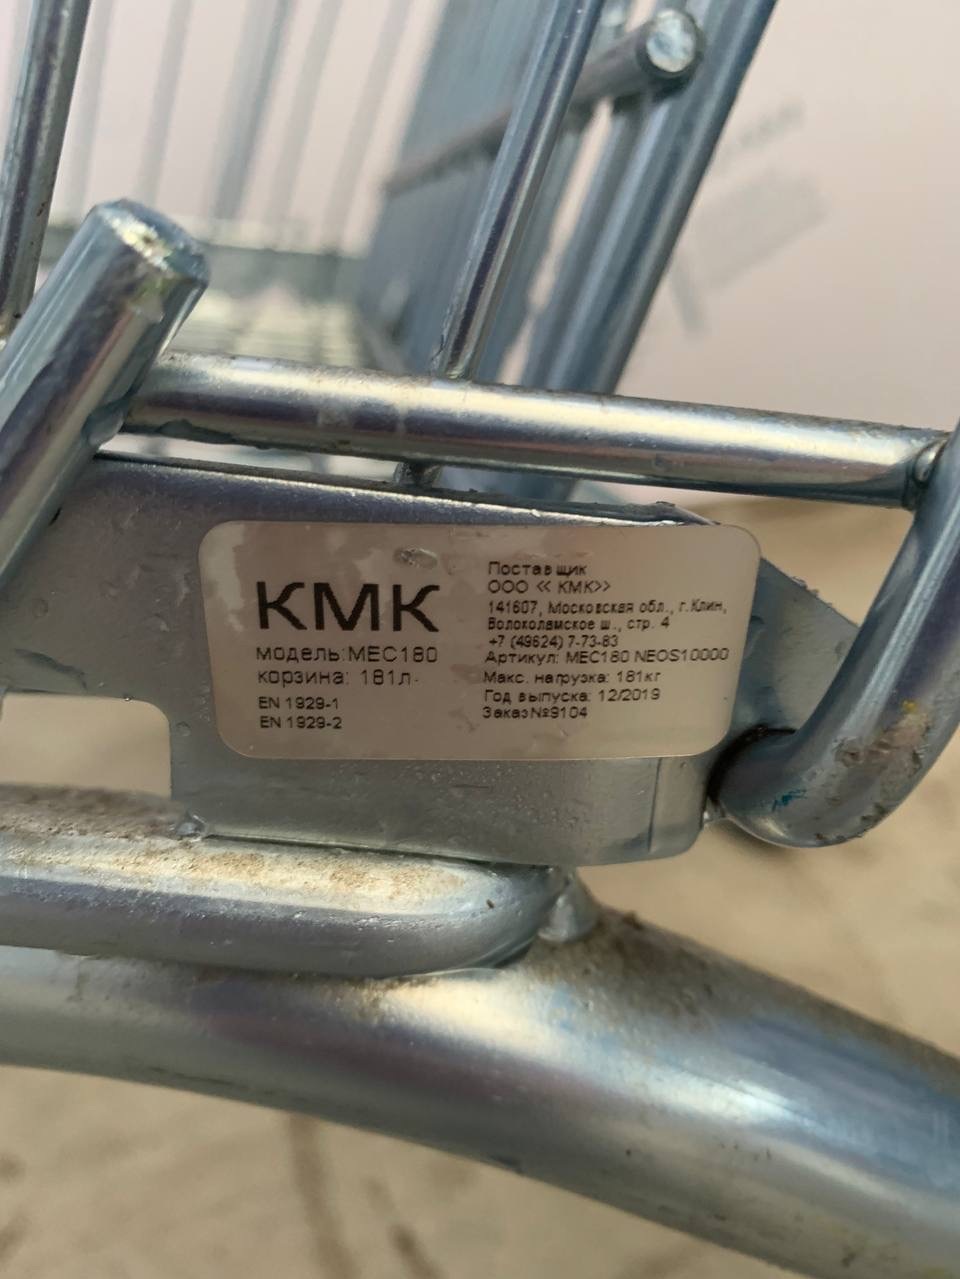 КМК
модель:МЕС180
корзина: 181л.
EN 1929-1
EN 1929-2
Поставщик
ООО « КМК»
141607, Московская обл., г.Клин,
Волоколамское ш., стр. 4
+7 (49624) 7-73-83
Артикул: МЕС180 NEOS10000
Макс. нагрузка: 181кг
Год выпуска: 12/2019
Заказ№9104